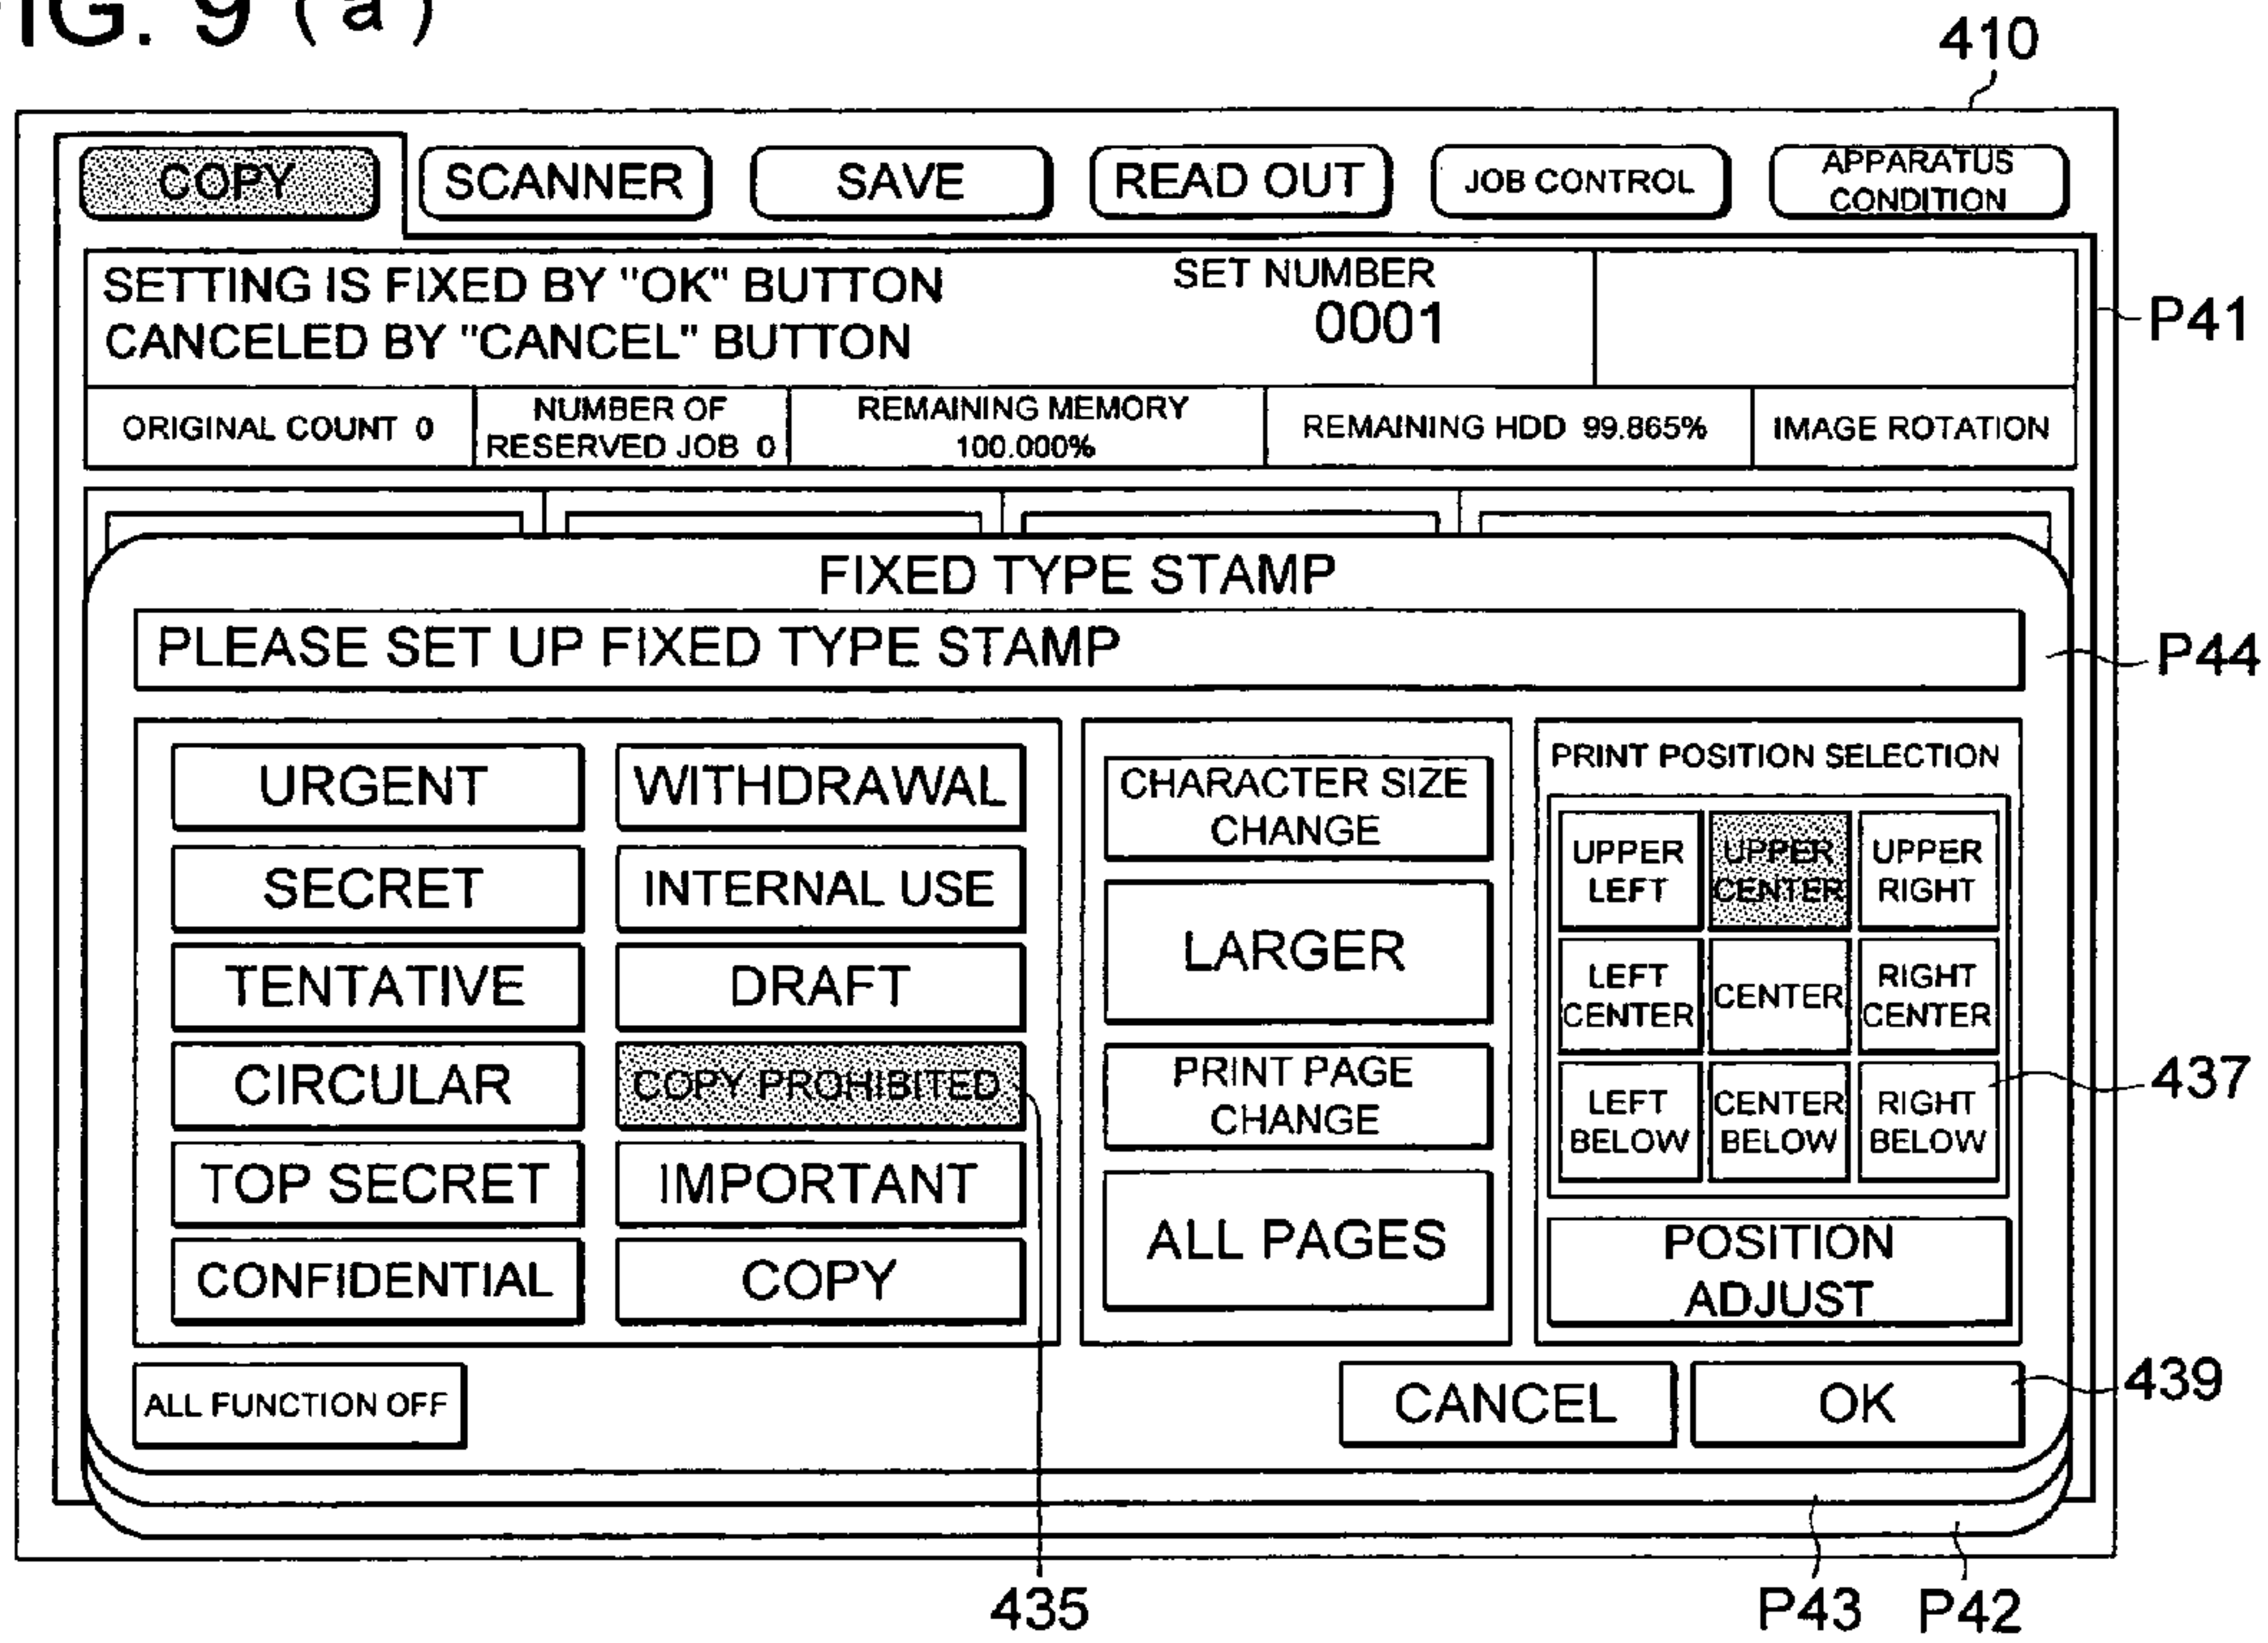 FIG. 9 (a)
410
COPY
SCANNER
SAVE
READ OUT
JOB CONTROL
APPARATUS
CONDITION
SETTING IS FIXED BY "OK" BUTTON
CANCELED BY "CANCEL" BUTTON
SET NUMBER
0001
P41
ORIGINAL COUNT 0
NUMBER OF
RESERVED JOB 0
REMAINING MEMORY
100.000%
REMAINING HDD 99.865%
IMAGE ROTATION
FIXED TYPE STAMP
PLEASE SET UP FIXED TYPE STAMP
P44
URGENT
WITHDRAWAL
SECRET
INTERNAL USE
TENTATIVE
DRAFT
CIRCULAR
COPY PROHIBITED
TOP SECRET
IMPORTANT
CONFIDENTIAL
COPY
CHARACTER SIZE
CHANGE
LARGER
PRINT PAGE
CHANGE
ALL PAGES
PRINT POSITION SELECTION
UPPER
LEFT
UPPER
CENTER
UPPER
RIGHT
LEFT
CENTER
CENTER
RIGHT
CENTER
LEFT
BELOW
CENTER
BELOW
RIGHT
BELOW
437
POSITION
ADJUST
ALL FUNCTION OFF
CANCEL
OK
439
435
P43
P42